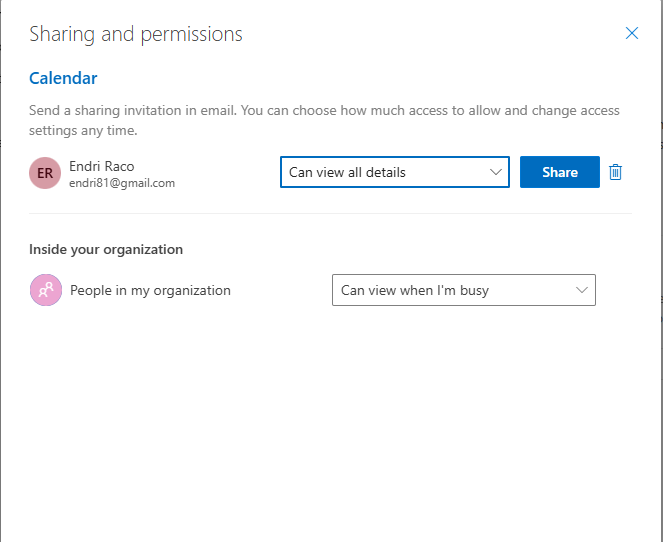 Sharing and permissions
Calendar
Send a sharing invitation in email. You can choose how much access to allow and change access
settings any time.
ER
Endri Raco
endri81@gmail.com
Can view all details
Share
Inside your organization
People in my organization
Can view when I'm busy